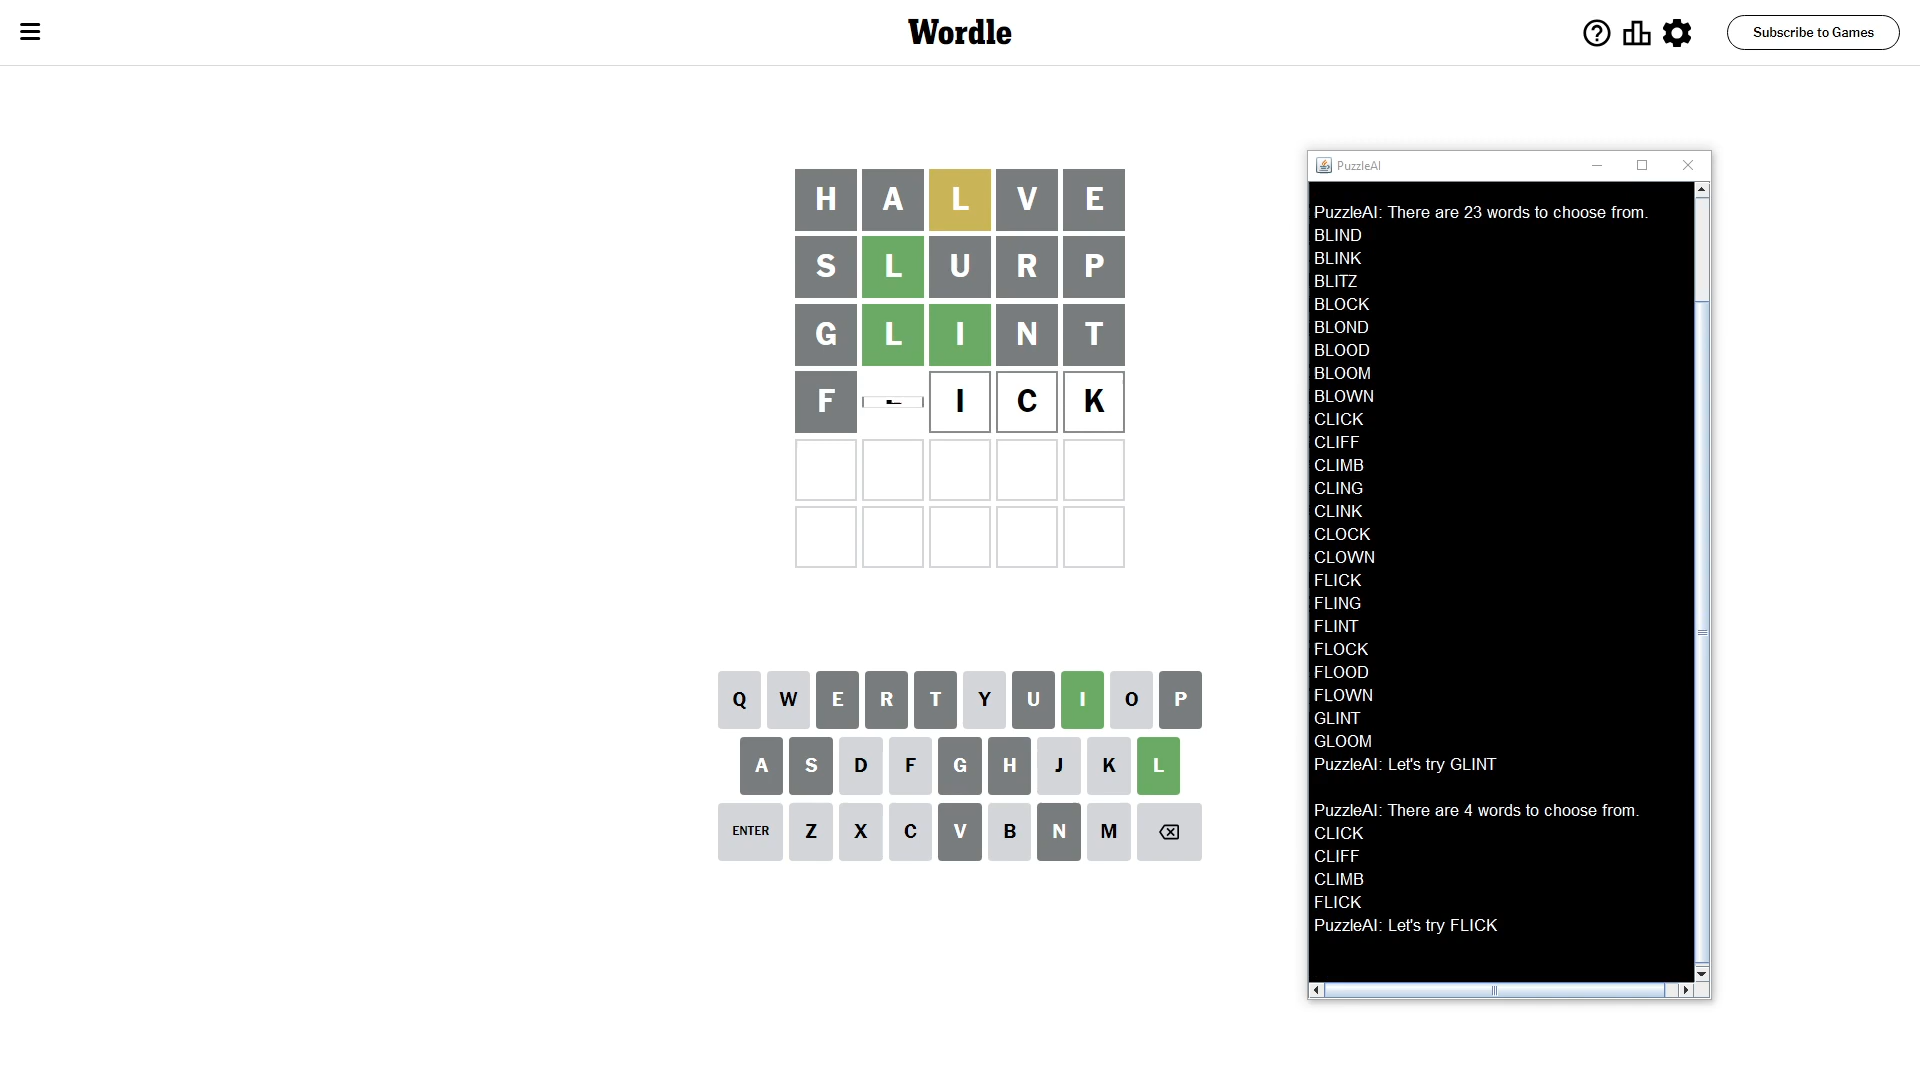 Wordle
Subscribe to Games
H A L V E
S L U R P
G L I N T
F L I C K
Q W E R T Y U I O P
A S D F G H J K L
ENTER Z X C V B N M
PuzzleAI
PuzzleAI: There are 23 words to choose from.
BLIND
BLINK
BLITZ
BLOCK
BLOND
BLOOD
BLOOM
BLOWN
CLICK
CLIFF
CLIMB
CLING
CLINK
CLOCK
CLOWN
FLICK
FLING
FLINT
FLOCK
FLOOD
FLOWN
GLINT
GLOOM
PuzzleAI: Let's try GLINT
PuzzleAI: There are 4 words to choose from.
CLICK
CLIFF
CLIMB
FLICK
PuzzleAI: Let's try FLICK